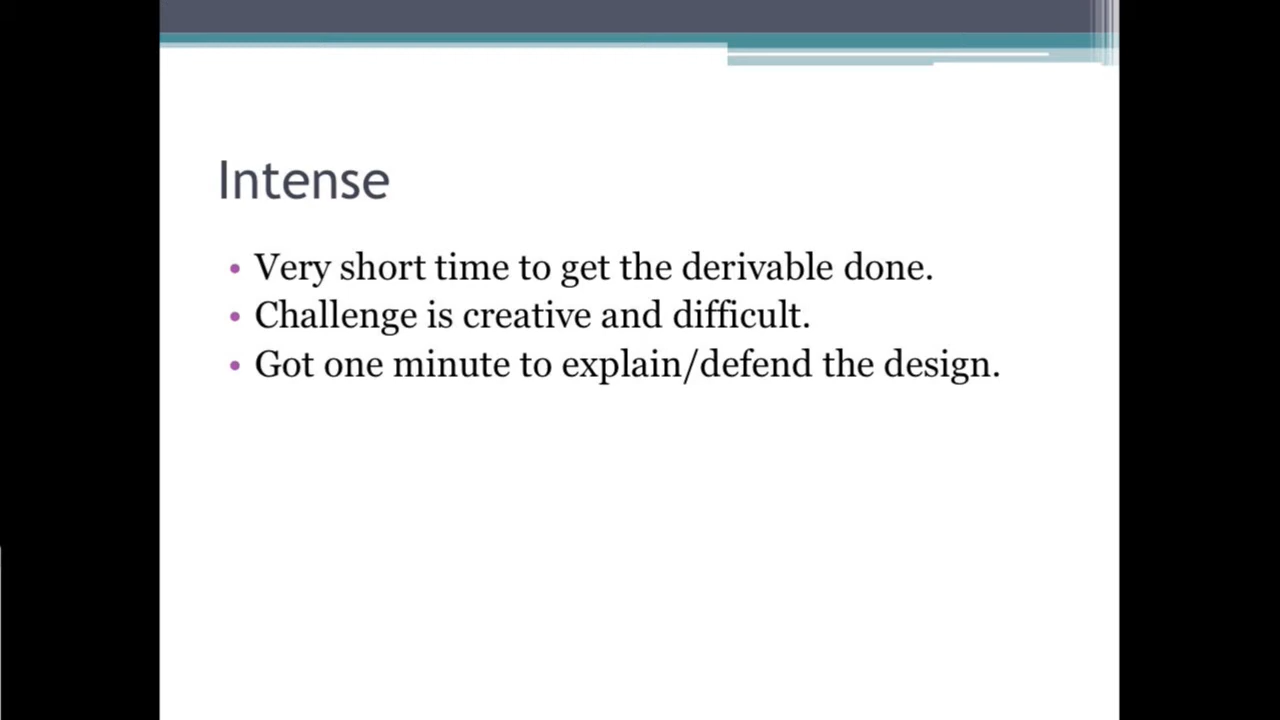 Intense
• Very short time to get the derivable done.
• Challenge is creative and difficult.
• Got one minute to explain/defend the design.